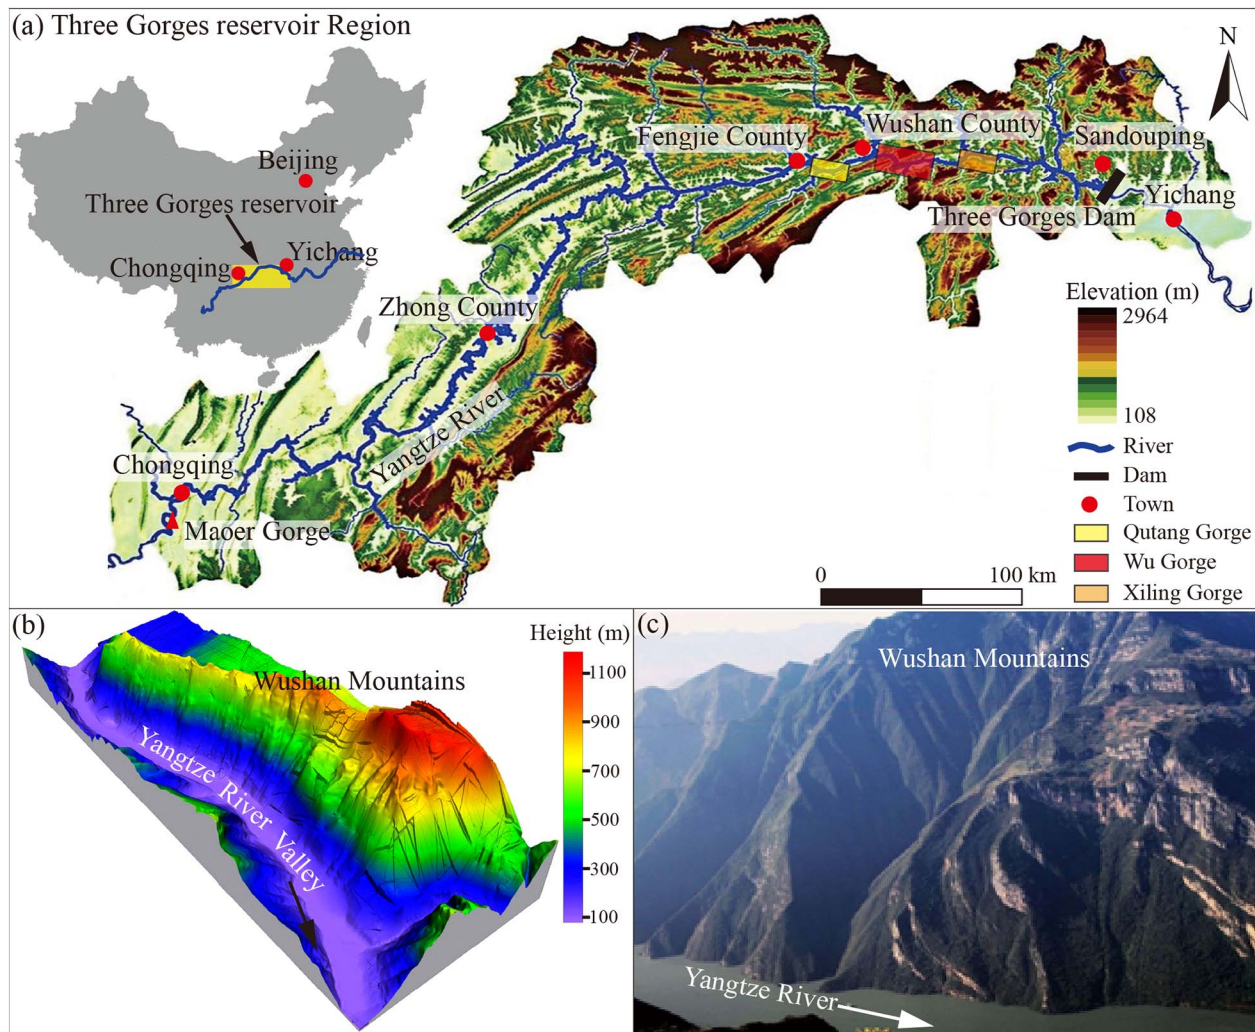 (a) Three Gorges reservoir Region
N
Beijing
Three Gorges reservoir
Yichang
Chongqing
Fengjie County
Wushan County
Sandouping
Yichang
Three Gorges Dam
Zhong County
Yangtze River
Chongqing
Maoer Gorge
Elevation (m)
2964
108
River
Dam
Town
Qutang Gorge
Wu Gorge
Xiling Gorge
0 100 km
(b)
Height (m)
1100
900
700
500
300
100
Wushan Mountains
Yangtze River Valley
(c)
Wushan Mountains
Yangtze River